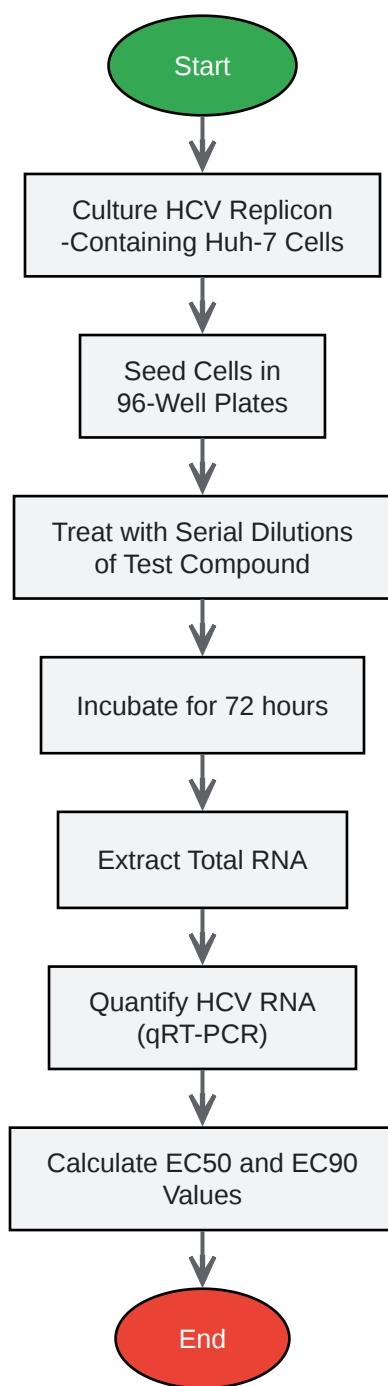 Start
Culture HCV Replicon
-Containing Huh-7 Cells
Seed Cells in
96-Well Plates
Treat with Serial Dilutions
of Test Compound
Incubate for 72 hours
Extract Total RNA
Quantify HCV RNA
(qRT-PCR)
Calculate EC50 and EC90
Values
End